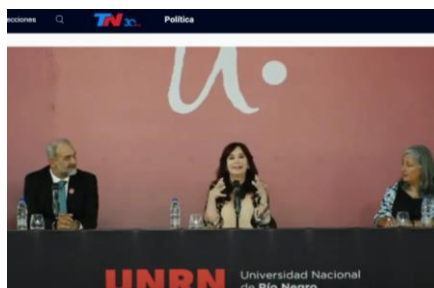 ecciones
TN
Política
u.
UNRN
Universidad Nacional
de Río Negro